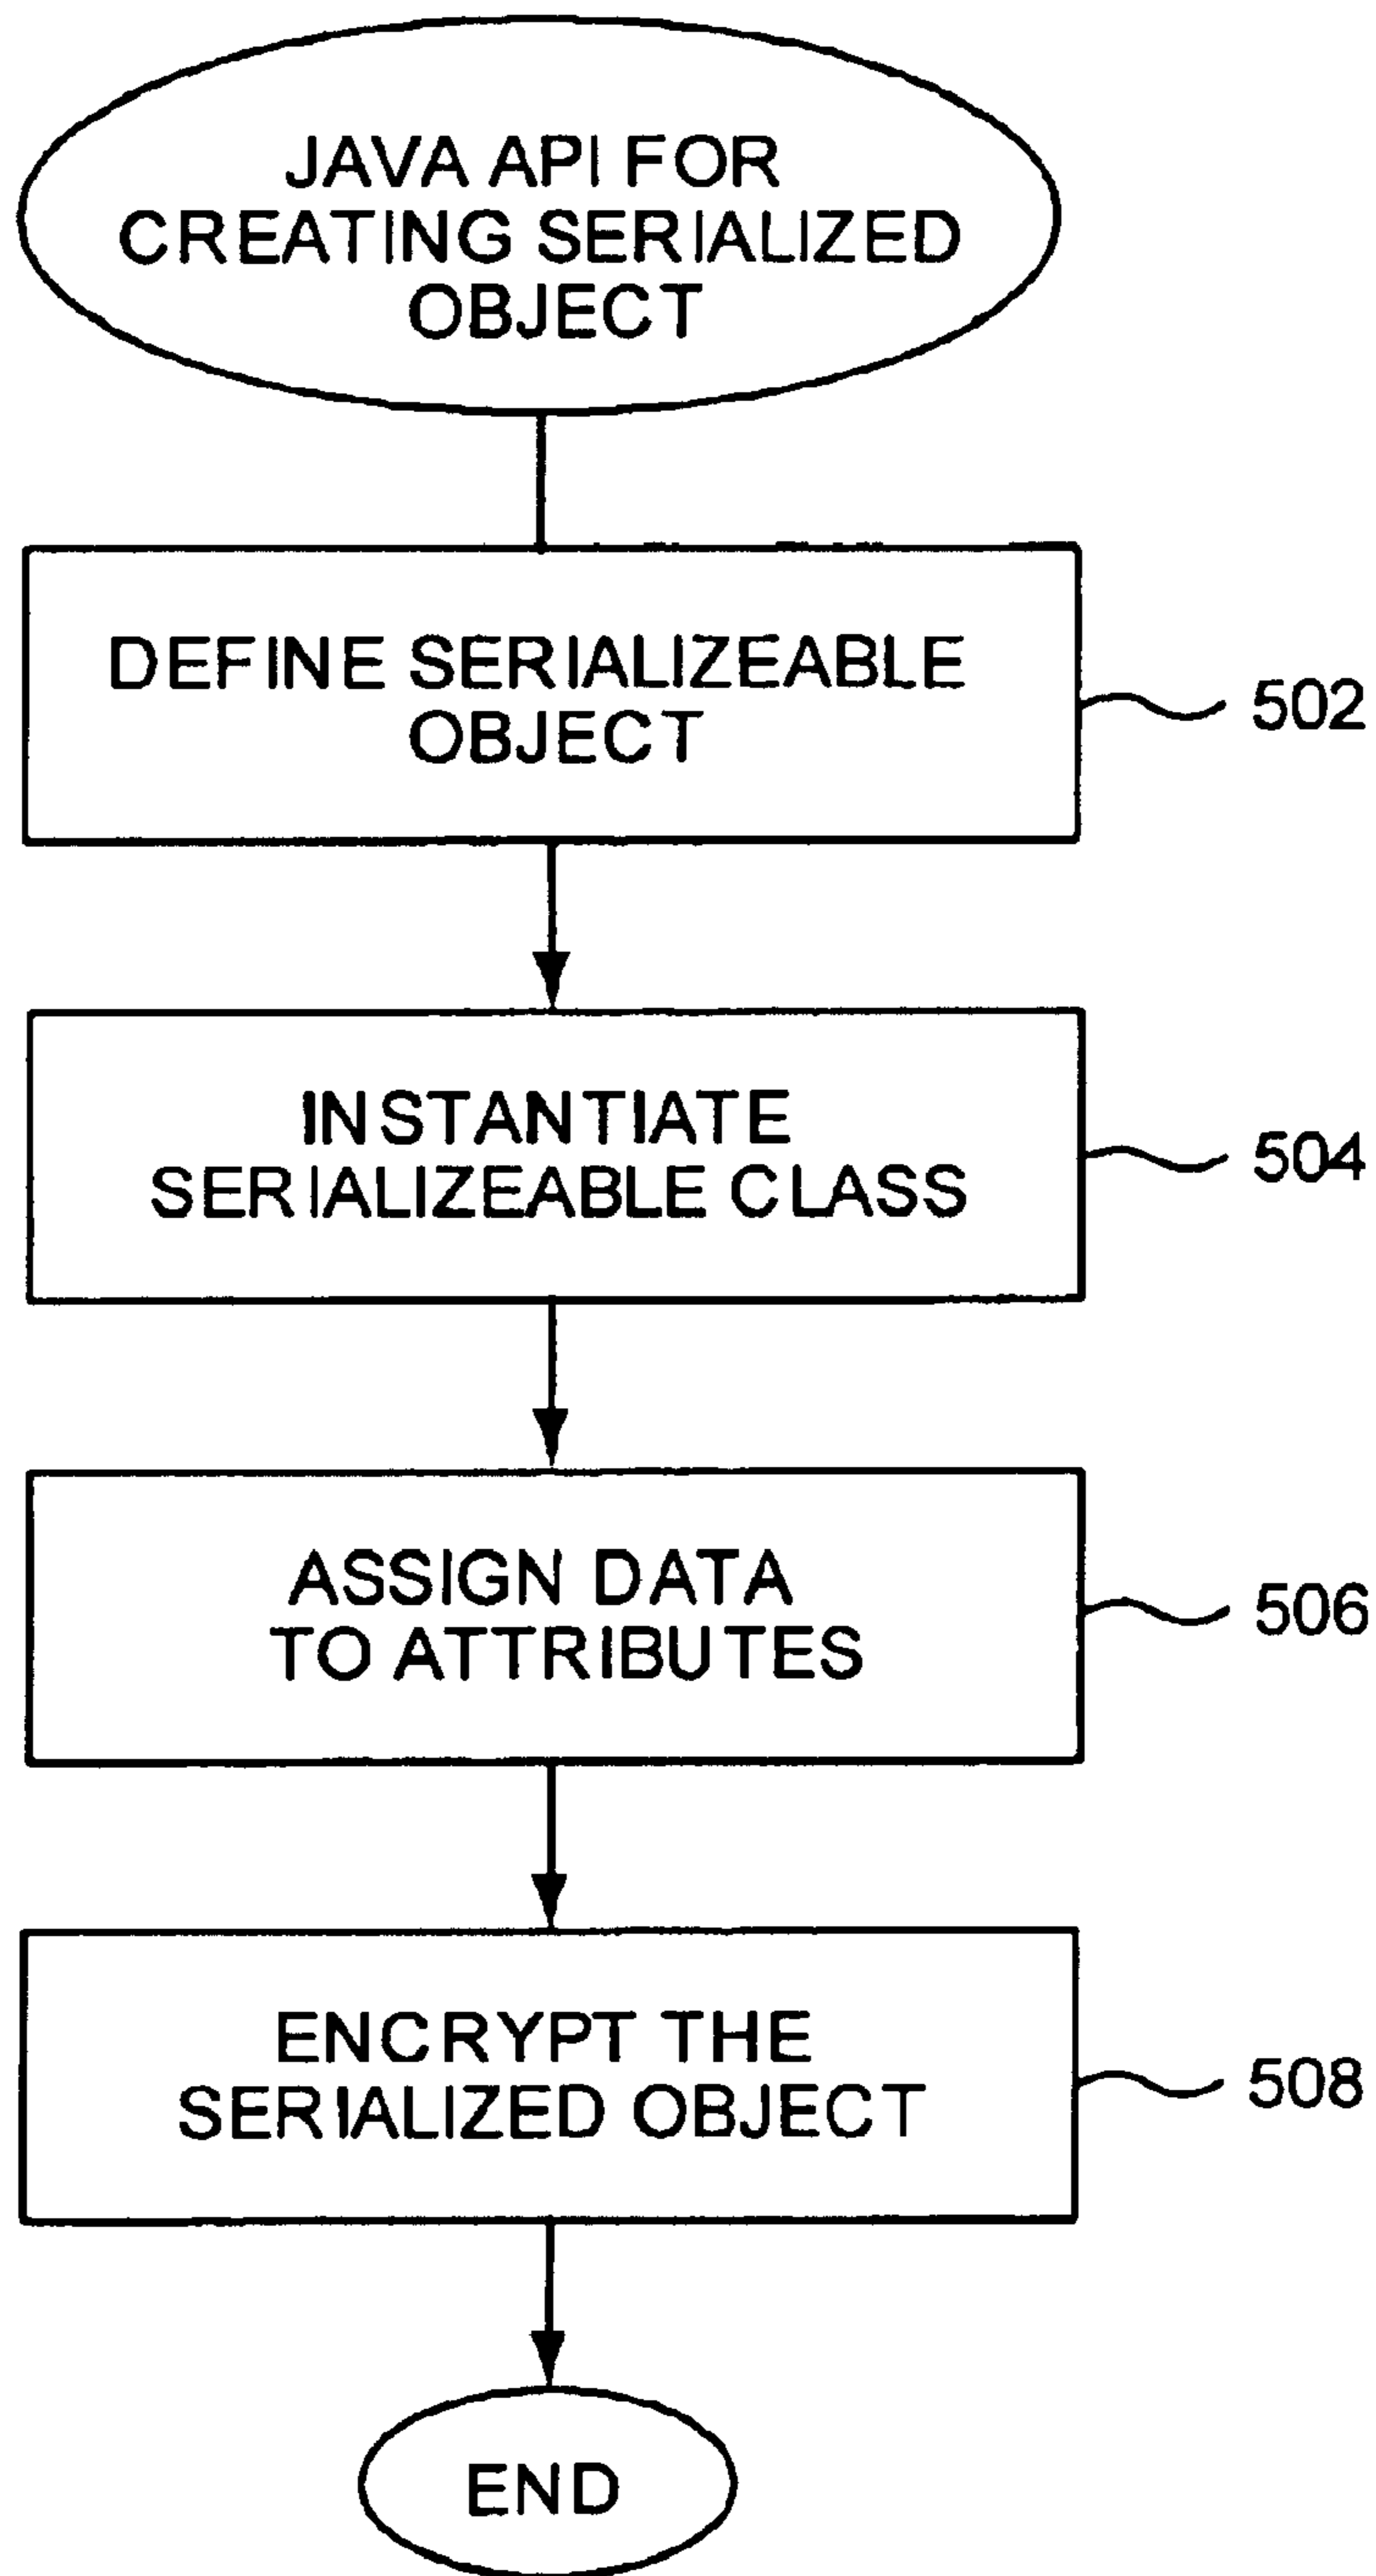 JAVA API FOR
CREATING SERIALIZED
OBJECT
DEFINE SERIALIZEABLE
OBJECT
502
INSTANTIATE
SERIALIZEABLE CLASS
504
ASSIGN DATA
TO ATTRIBUTES
506
ENCRYPT THE
SERIALIZED OBJECT
508
END